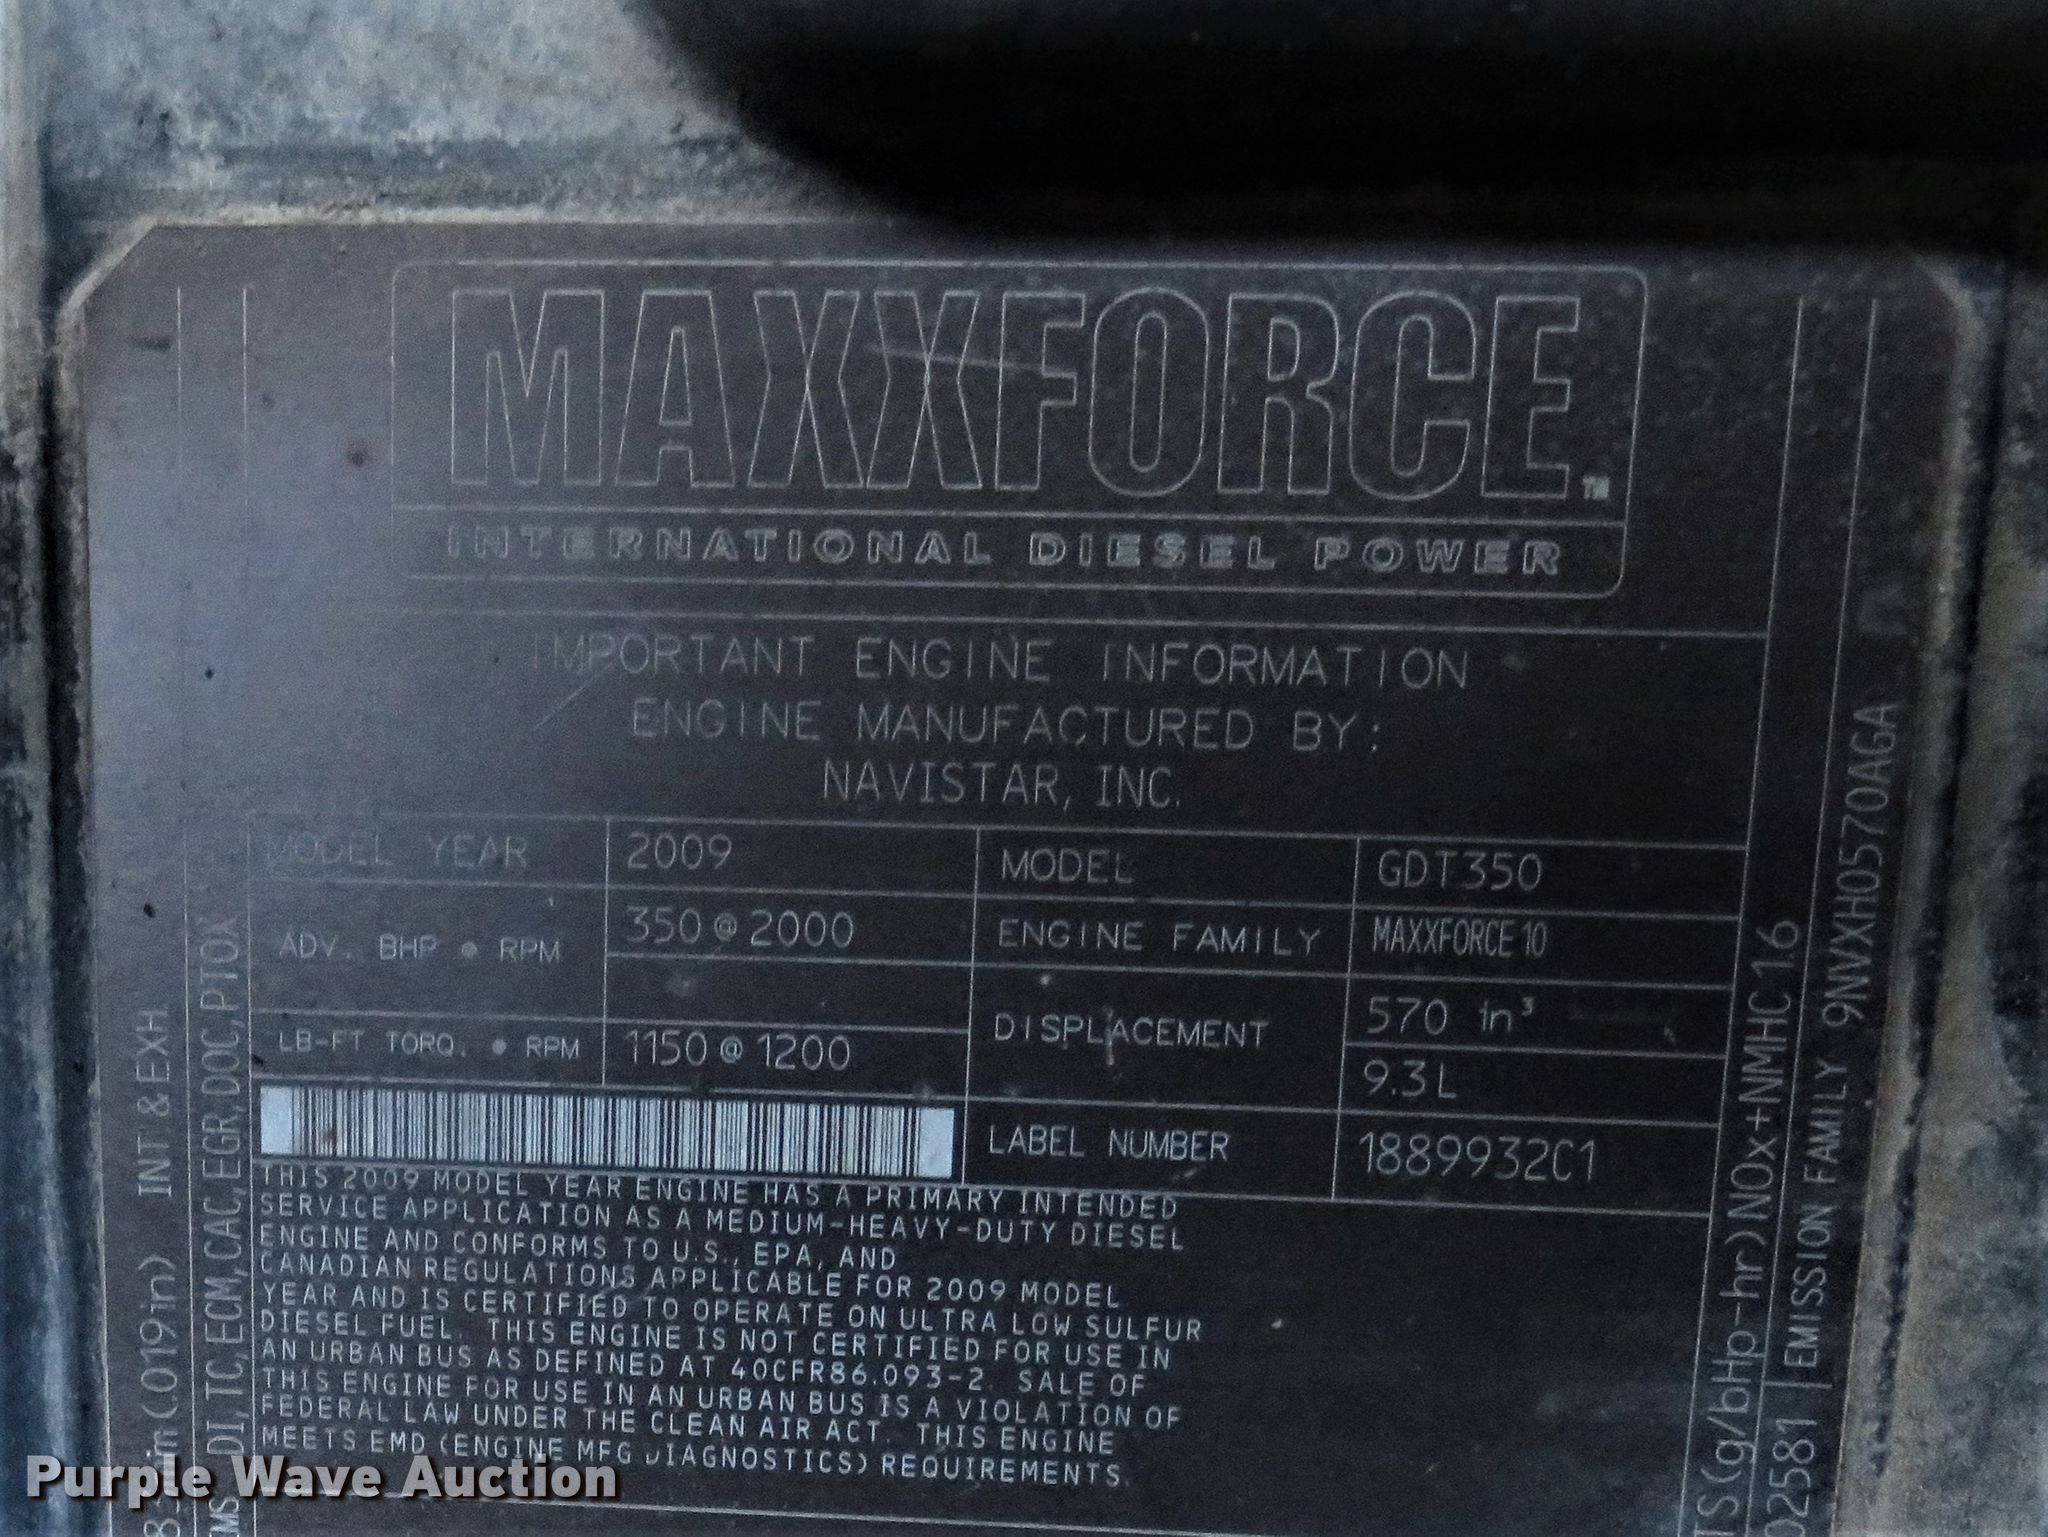 MAXXFORCE™
INTERNATIONAL DIESEL POWER
IMPORTANT ENGINE INFORMATION
ENGINE MANUFACTURED BY:
NAVISTAR, INC.
MODEL YEAR 2009 MODEL GDT350
ADV. BHP @ RPM 350@2000 ENGINE FAMILY MAXXFORCE10
LB-FT TORQ. @ RPM 1150@1200 DISPLACEMENT 570 in³
9.3L
LABEL NUMBER 1889932C1
THIS 2009 MODEL YEAR ENGINE HAS A PRIMARY INTENDED
SERVICE APPLICATION AS A MEDIUM-HEAVY-DUTY DIESEL
ENGINE AND CONFORMS TO U.S., EPA, AND
CANADIAN REGULATIONS APPLICABLE FOR 2009 MODEL
YEAR AND IS CERTIFIED TO OPERATE ON ULTRA LOW SULFUR
DIESEL FUEL. THIS ENGINE IS NOT CERTIFIED FOR USE IN
AN URBAN BUS AS DEFINED AT 40CFR86.093-2. SALE OF
THIS ENGINE FOR USE IN AN URBAN BUS IS A VIOLATION OF
FEDERAL LAW UNDER THE CLEAN AIR ACT. THIS ENGINE
MEETS EMD (ENGINE MFG DIAGNOSTICS) REQUIREMENTS.
(.019in) INT & EXH.
DI, TC, ECM, CAC, EGR, DOC, PTOX
(g/bHp-hr) NOx+NMHC 1.6
EMISSION FAMILY 9NVXH0570AGA
Purple Wave Auction